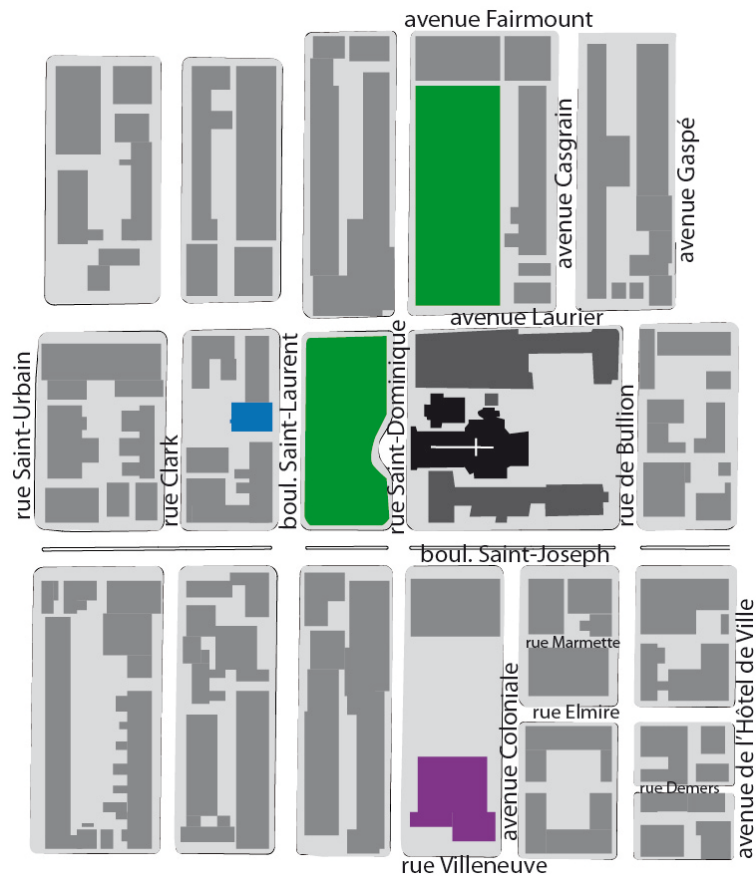 avenue Fairmount
avenue Casgrain
avenue Gaspé
avenue Laurier
rue Saint-Urbain
rue Clark
boul. Saint-Laurent
rue Saint-Dominique
rue de Bullion
boul. Saint-Joseph
rue Marmette
avenue Coloniale
rue Elmire
avenue de l'Hôtel de Ville
rue Demers
rue Villeneuve